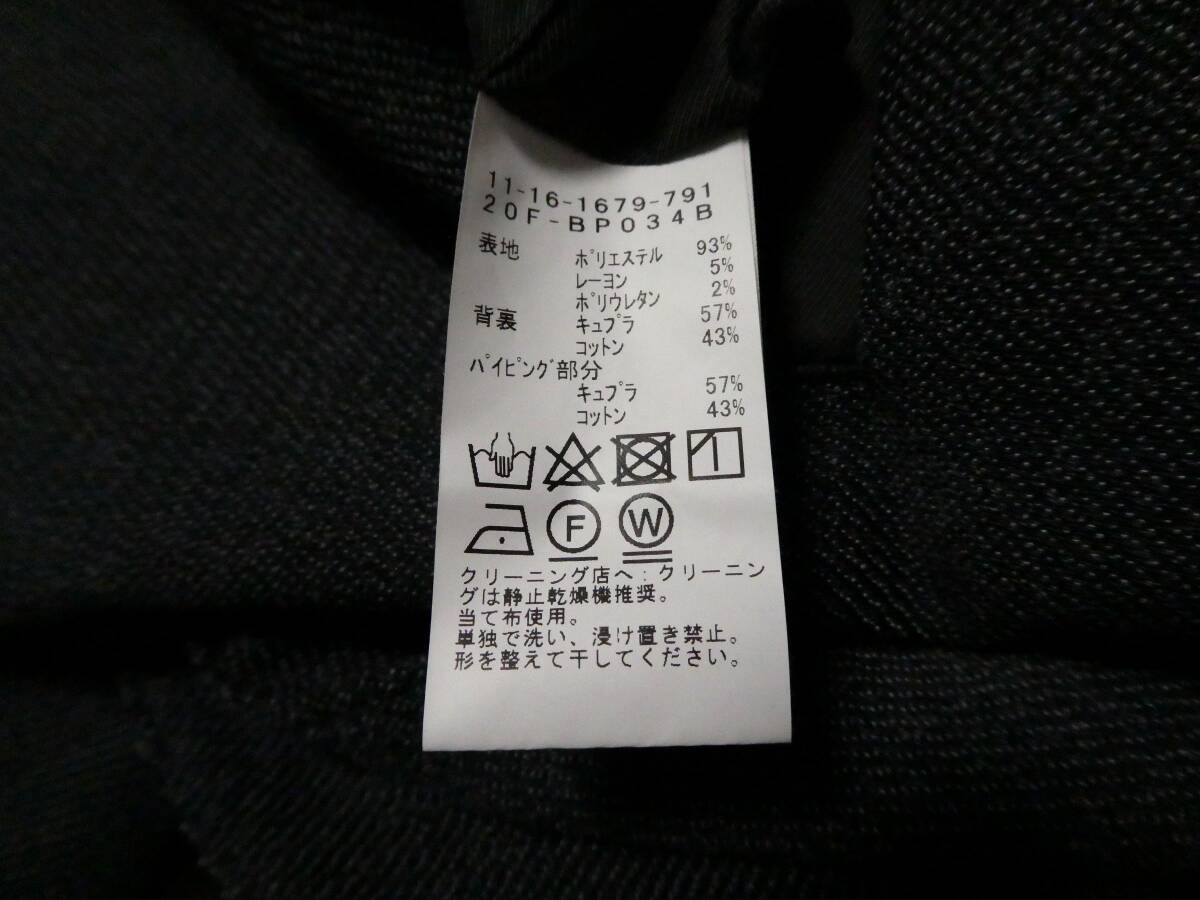 11-16-1679-791
20F-BP034B
表地 ポリエステル 93%
レーヨン 5%
ポリウレタン 2%
背裏 キュプラ 57%
コットン 43%
パイピング部分
キュプラ 57%
コットン 43%
F W
クリーニング店へ：クリーニン
グは静止乾燥機推奨。
当て布使用。
単独で洗い、浸け置き禁止。
形を整えて干してください。